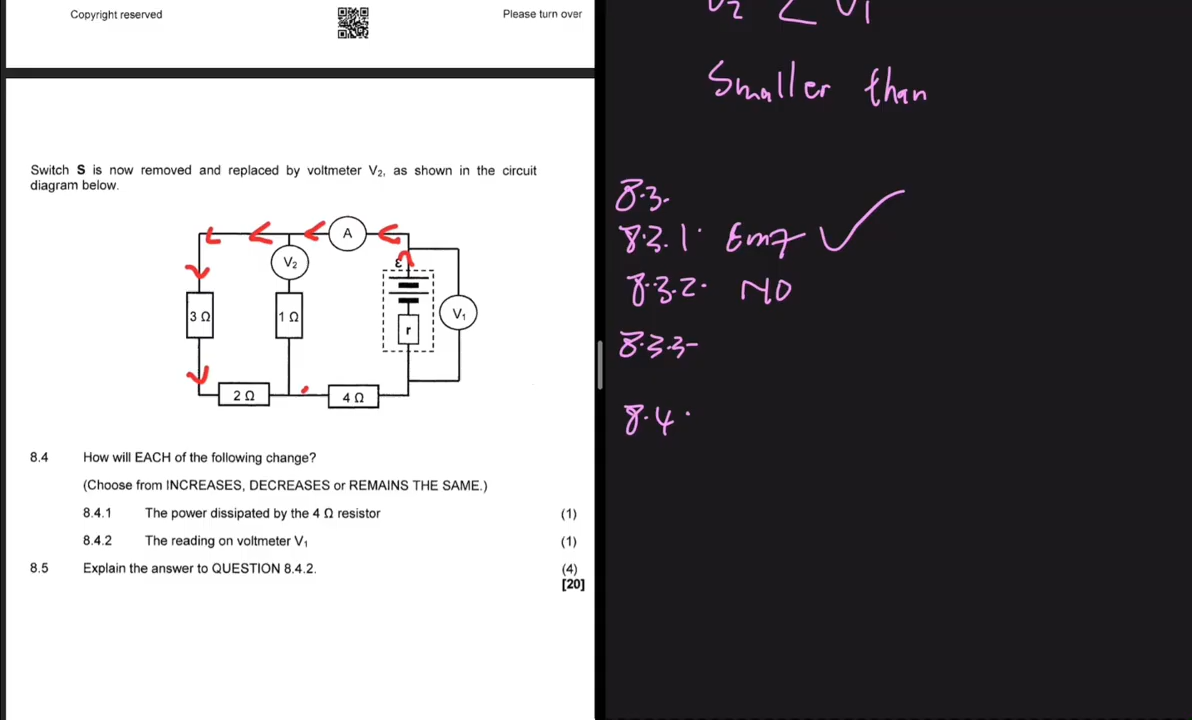 Copyright reserved
Please turn over
Switch S is now removed and replaced by voltmeter V₂, as shown in the circuit
diagram below.
A
V₂
ε
3 Ω
1 Ω
r
V₁
2 Ω
4 Ω
8.4 How will EACH of the following change?
(Choose from INCREASES, DECREASES or REMAINS THE SAME.)
8.4.1 The power dissipated by the 4 Ω resistor (1)
8.4.2 The reading on voltmeter V₁ (1)
8.5 Explain the answer to QUESTION 8.4.2. (4)
[20]
V2 < V1
Smaller than
8.3.
8.3.1. Emf ✓
8.3.2. NO
8.3.3-
8.4.